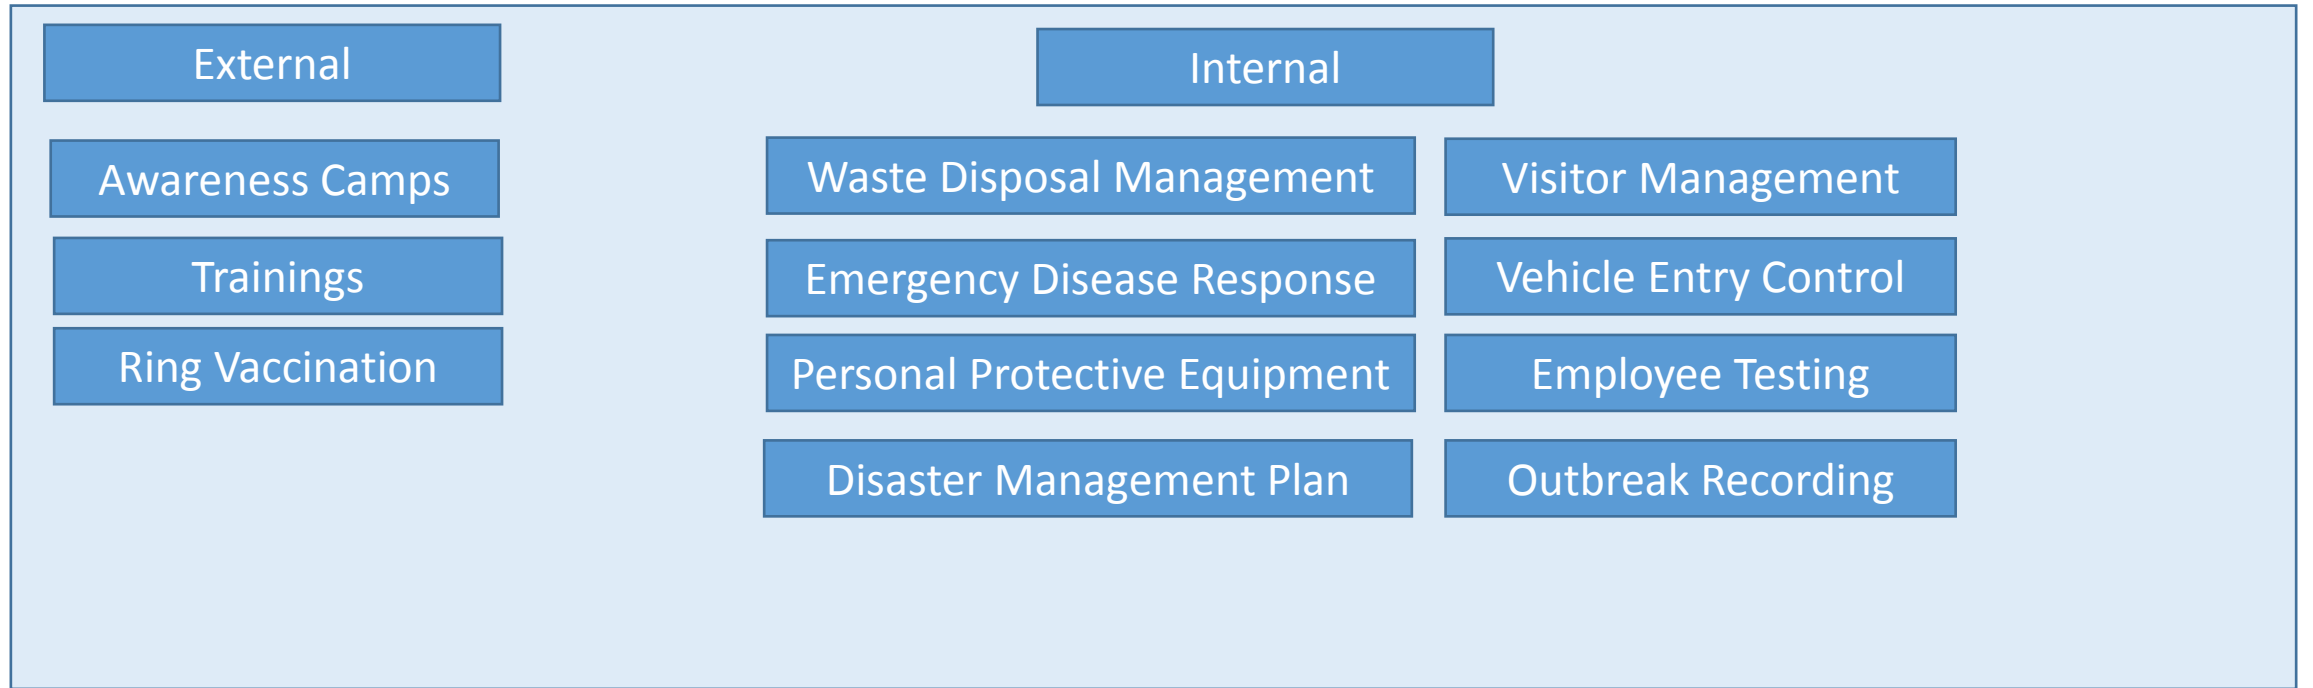 External
Internal
Awareness Camps
Trainings
Ring Vaccination
Waste Disposal Management
Visitor Management
Emergency Disease Response
Vehicle Entry Control
Personal Protective Equipment
Employee Testing
Disaster Management Plan
Outbreak Recording